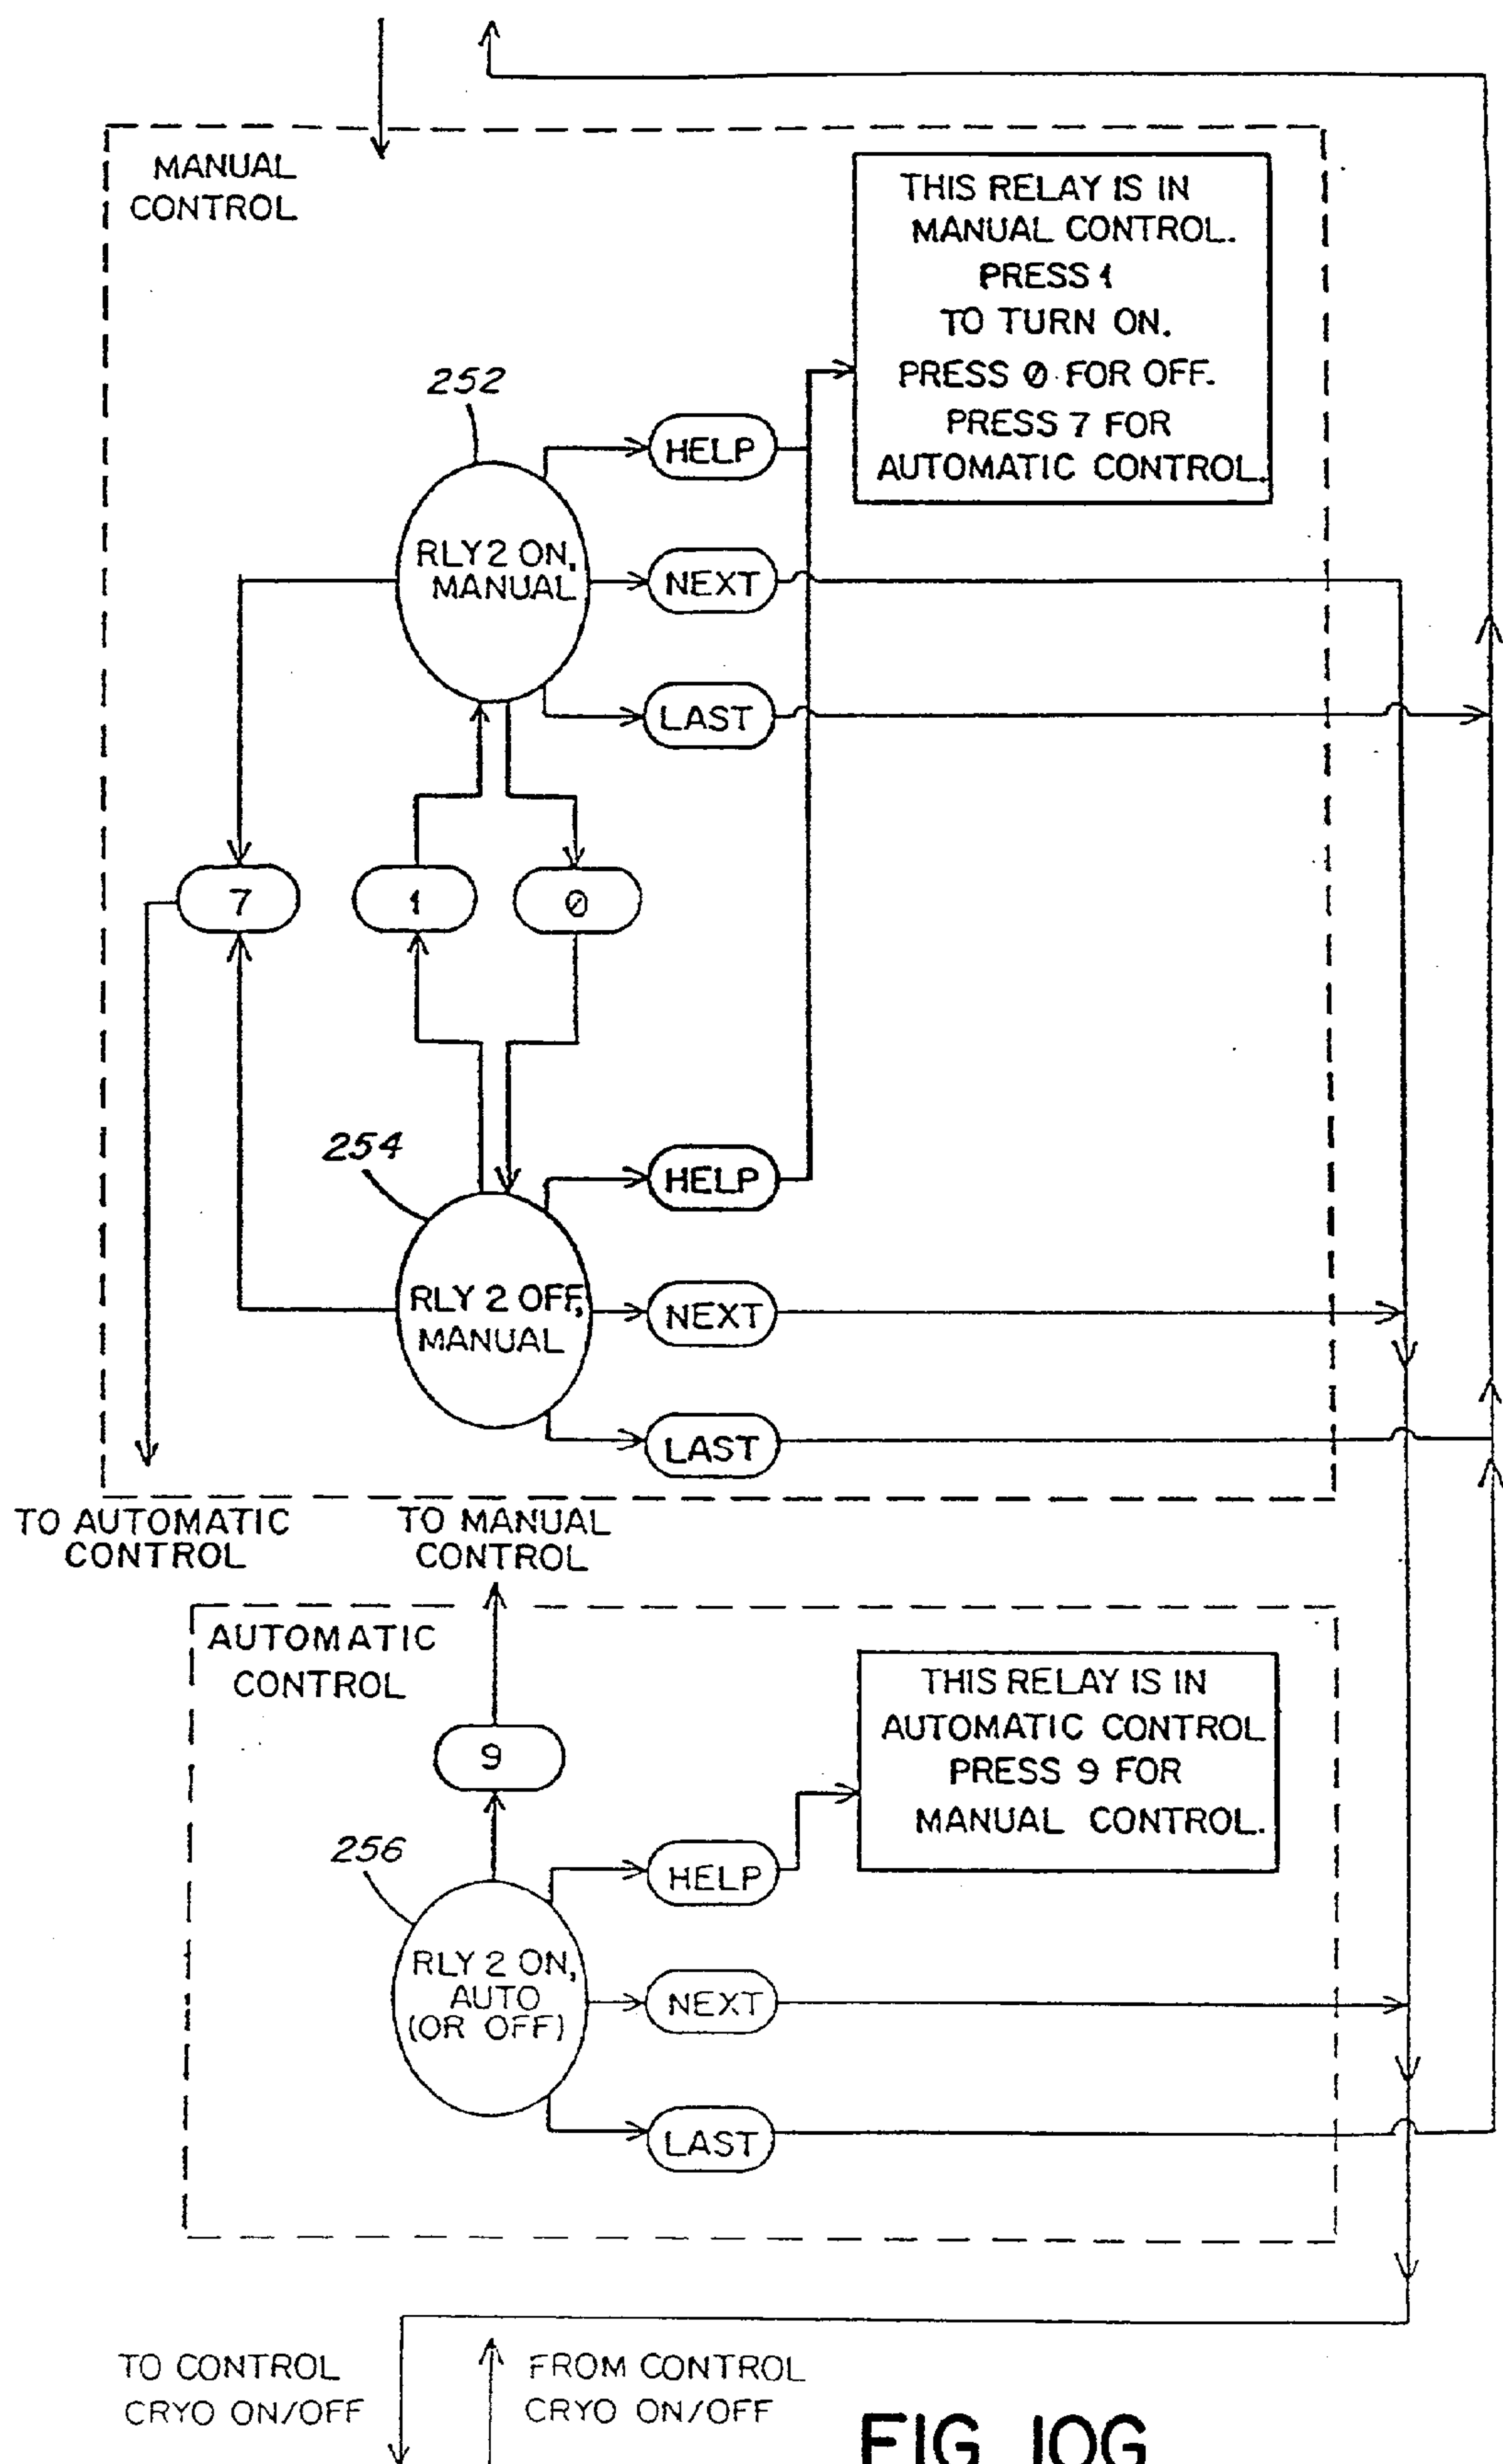 MANUAL
CONTROL
THIS RELAY IS IN
MANUAL CONTROL.
PRESS 1
TO TURN ON.
PRESS 0 FOR OFF.
PRESS 7 FOR
AUTOMATIC CONTROL.
252
HELP
RLY 2 ON,
MANUAL
NEXT
LAST
7
1
0
254
HELP
RLY 2 OFF,
MANUAL
NEXT
LAST
TO AUTOMATIC
CONTROL
TO MANUAL
CONTROL
AUTOMATIC
CONTROL
THIS RELAY IS IN
AUTOMATIC CONTROL
PRESS 9 FOR
MANUAL CONTROL.
9
256
HELP
RLY 2 ON,
AUTO
(OR OFF)
NEXT
LAST
TO CONTROL
CRYO ON/OFF
FROM CONTROL
CRYO ON/OFF
FIG. 10G